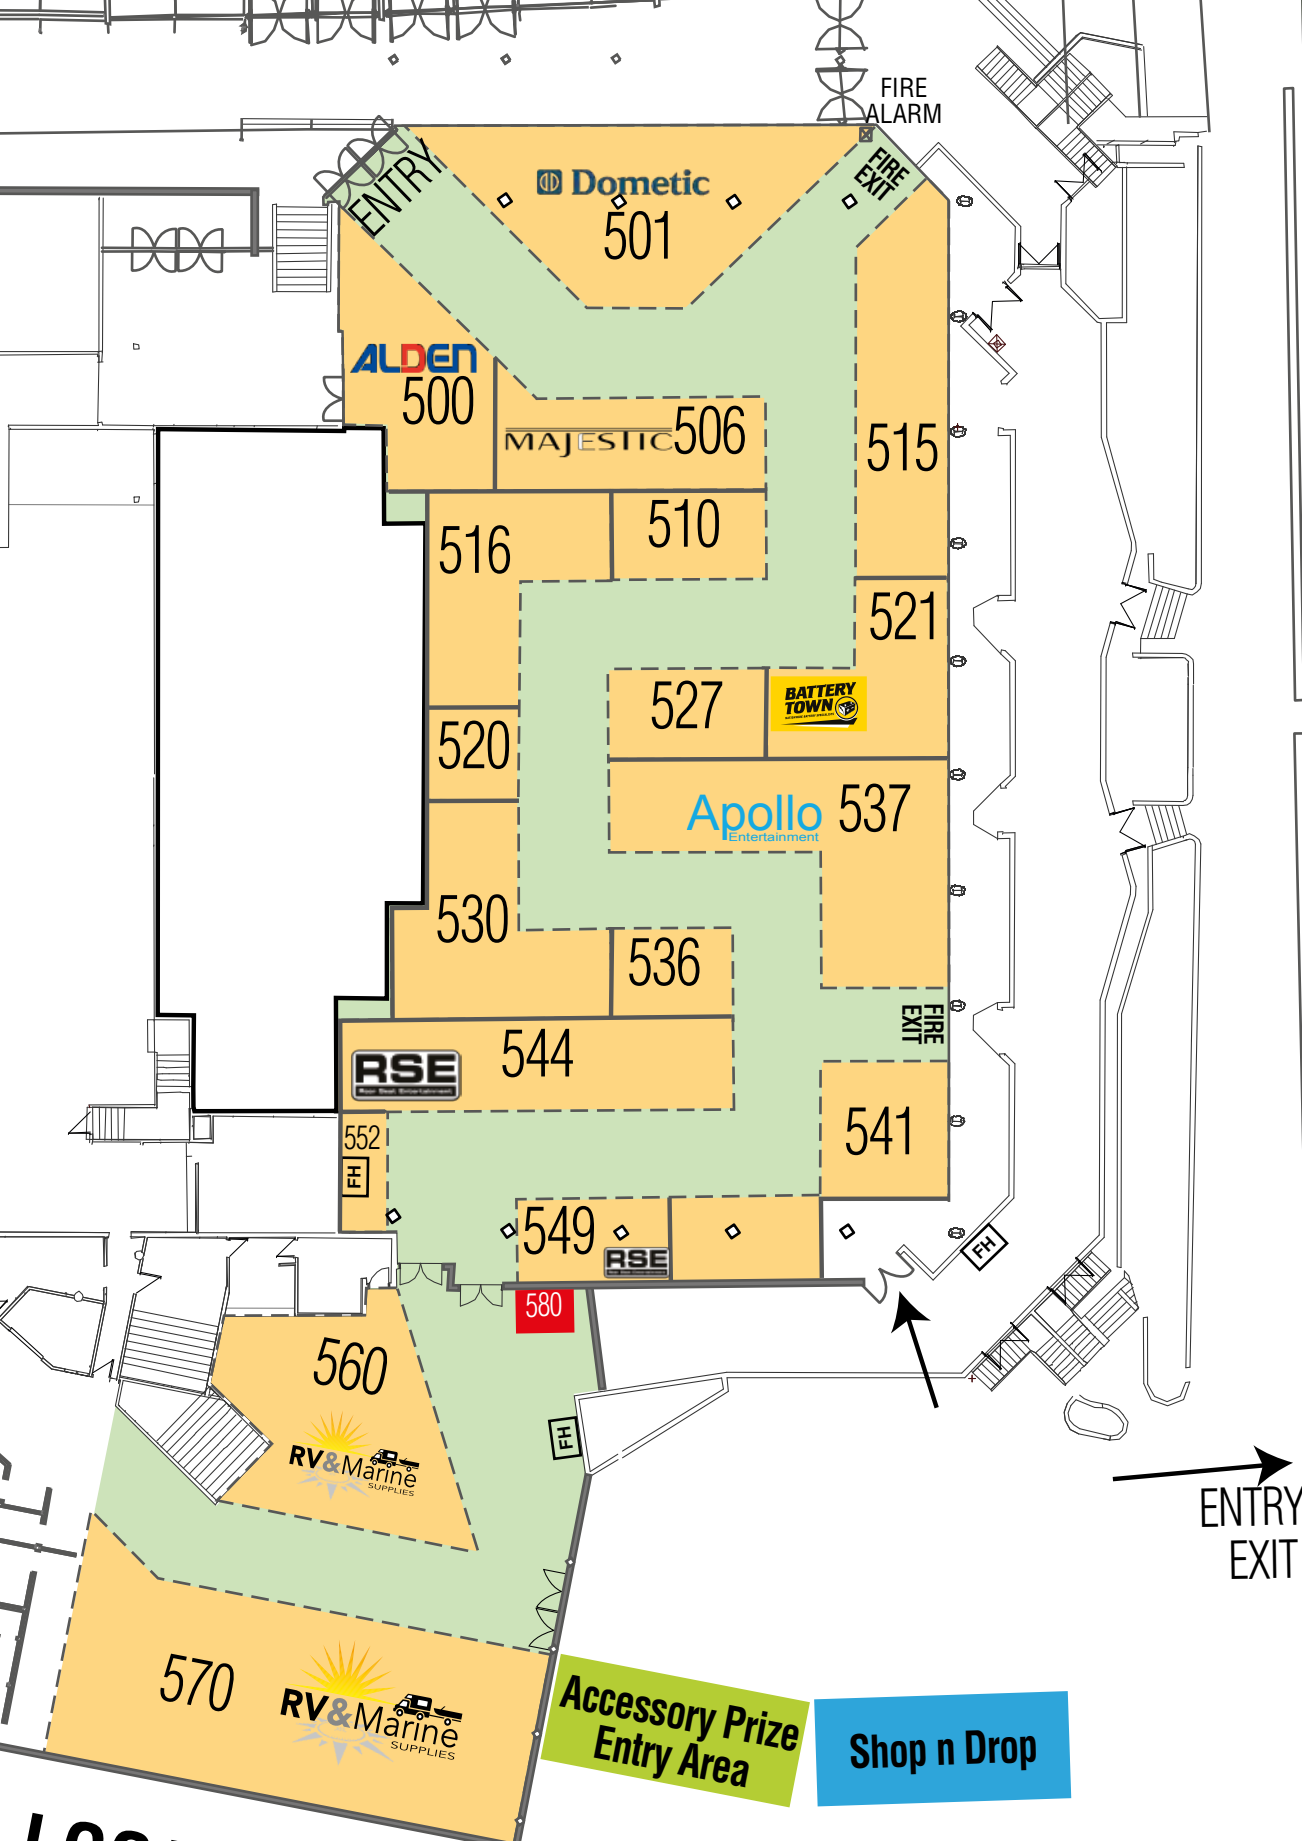 FIRE
ALARM
FIRE
EXIT
ENTRY
Dometic
501
ALDEN
500
MAJESTIC
506
515
510
516
521
527
BATTERY
TOWN
520
Apollo
Entertainment
537
530
536
FIRE
EXIT
544
RSE
541
552
FH
549
RSE
FH
580
560
RV&Marine
SUPPLIES
FH
ENTRY
EXIT
570
RV&Marine
SUPPLIES
Accessory Prize
Entry Area
Shop n Drop